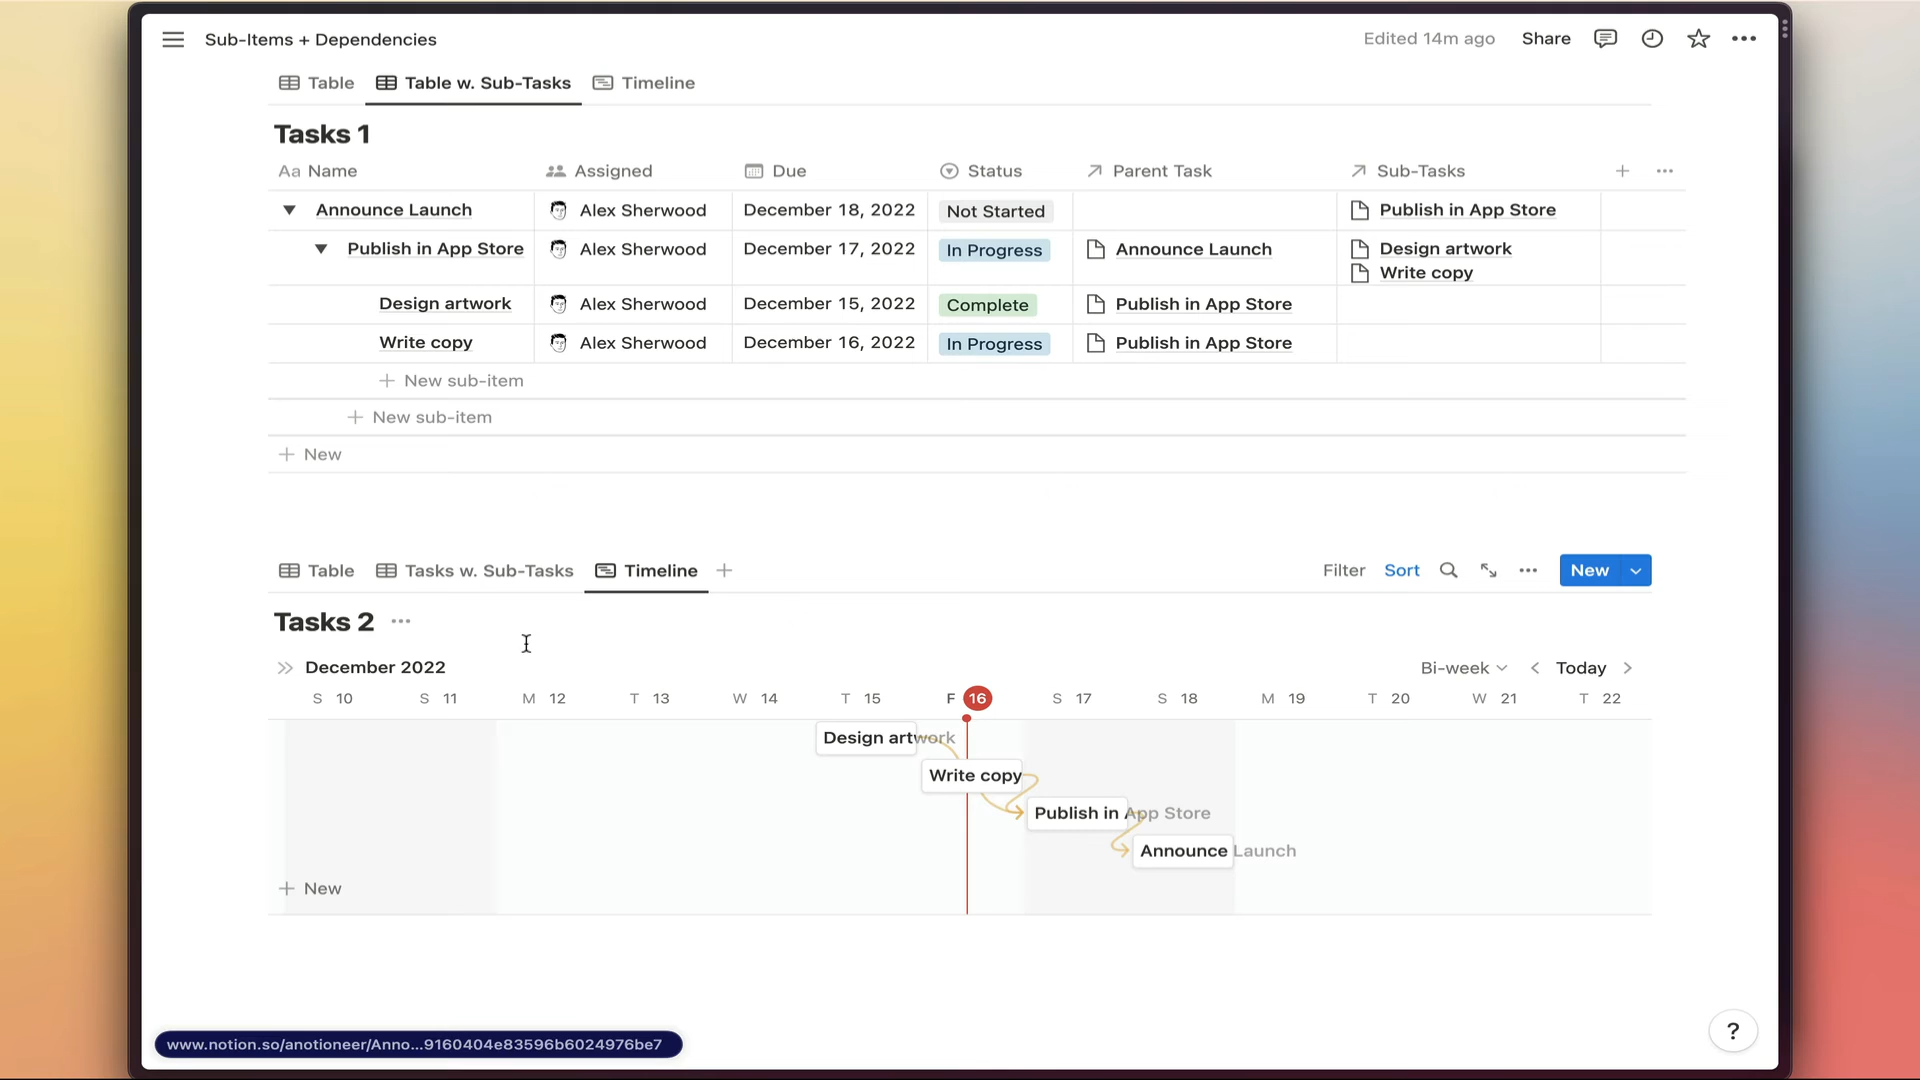 Sub-Items + Dependencies
Edited 14m ago Share
Table Table w. Sub-Tasks Timeline
Tasks 1
Aa Name Assigned Due Status Parent Task Sub-Tasks
Announce Launch Alex Sherwood December 18, 2022 Not Started Publish in App Store
Publish in App Store Alex Sherwood December 17, 2022 In Progress Announce Launch Design artwork
Write copy
Design artwork Alex Sherwood December 15, 2022 Complete Publish in App Store
Write copy Alex Sherwood December 16, 2022 In Progress Publish in App Store
+ New sub-item
+ New sub-item
+ New
Table Tasks w. Sub-Tasks Timeline +
Filter Sort New
Tasks 2
December 2022
Bi-week Today
S 10 S 11 M 12 T 13 W 14 T 15 F 16 S 17 S 18 M 19 T 20 W 21 T 22
Design artwork
Write copy
Publish in App Store
Announce Launch
+ New
www.notion.so/anotioneer/Anno...9160404e83596b6024976be7
?